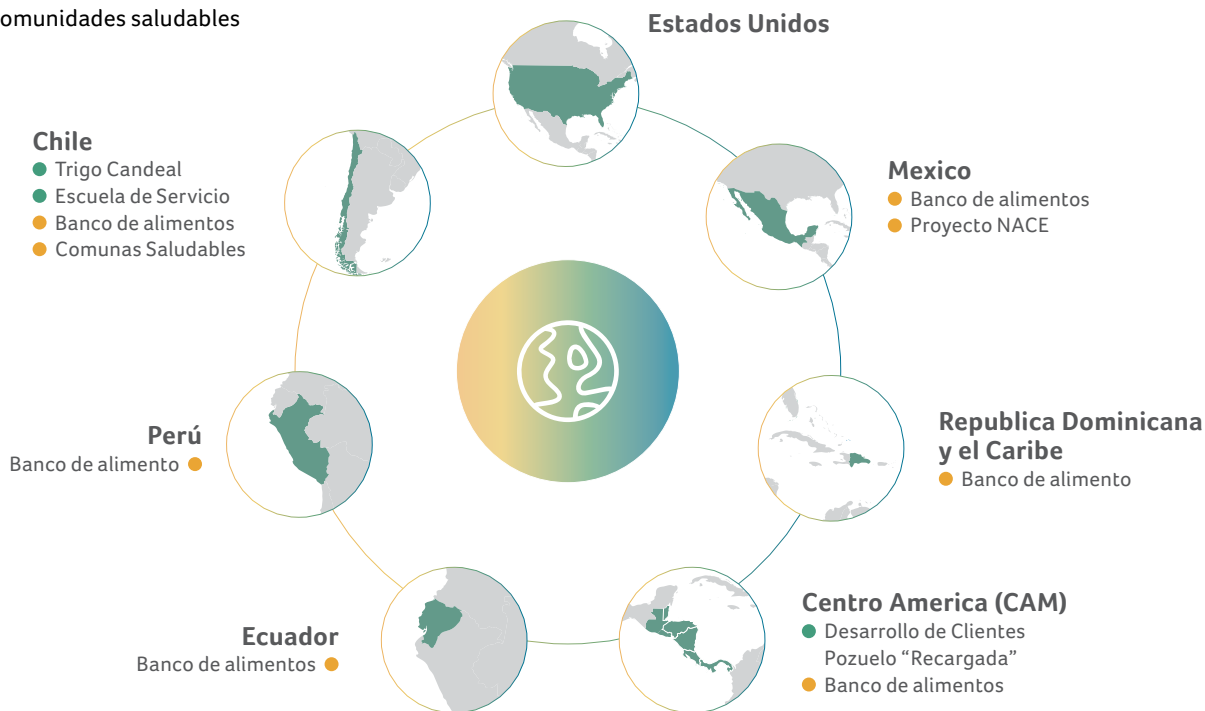 omunidades saludables
Estados Unidos
Chile
Trigo Candeal
Escuela de Servicio
Banco de alimentos
Comunas Saludables
Mexico
Banco de alimentos
Proyecto NACE
Perú
Banco de alimento
Republica Dominicana
y el Caribe
Banco de alimento
Ecuador
Banco de alimentos
Centro America (CAM)
Desarrollo de Clientes
Pozuelo “Recargada”
Banco de alimentos